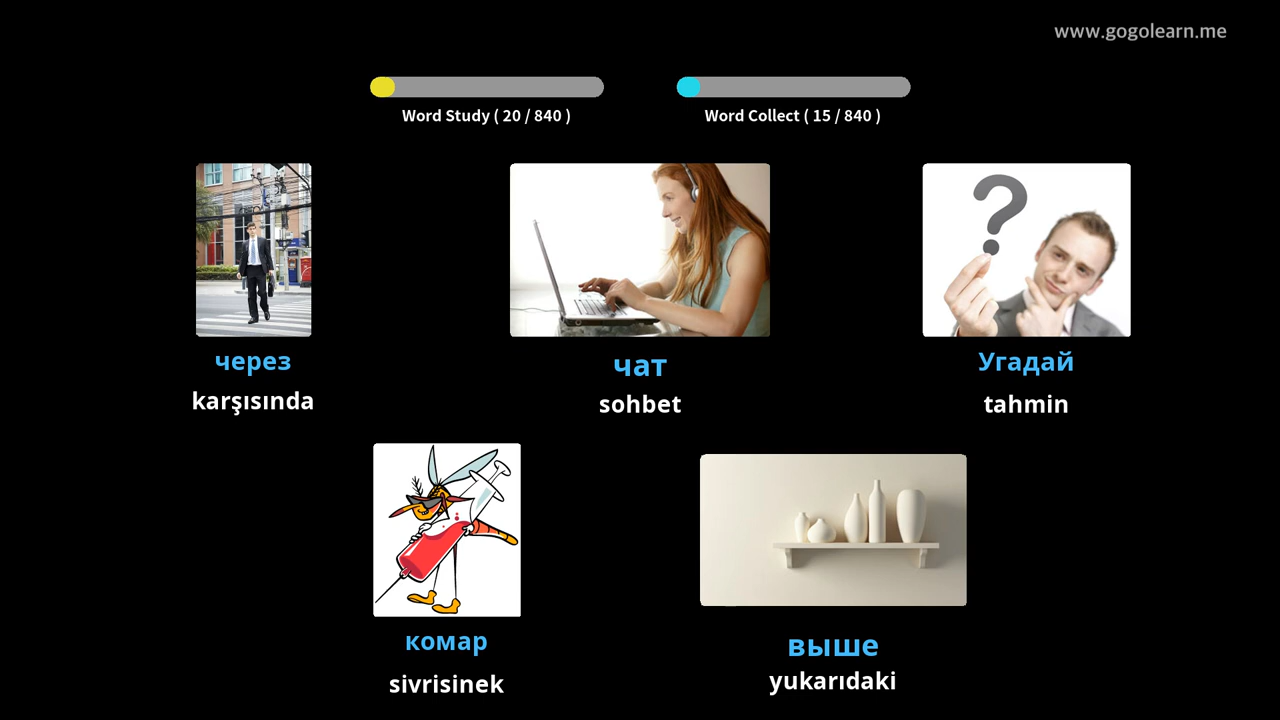 www.gogolearn.me
Word Study ( 20 / 840 )
Word Collect ( 15 / 840 )
через
karşısında
чат
sohbet
Угадай
tahmin
комар
sivrisinek
выше
yukarıdaki